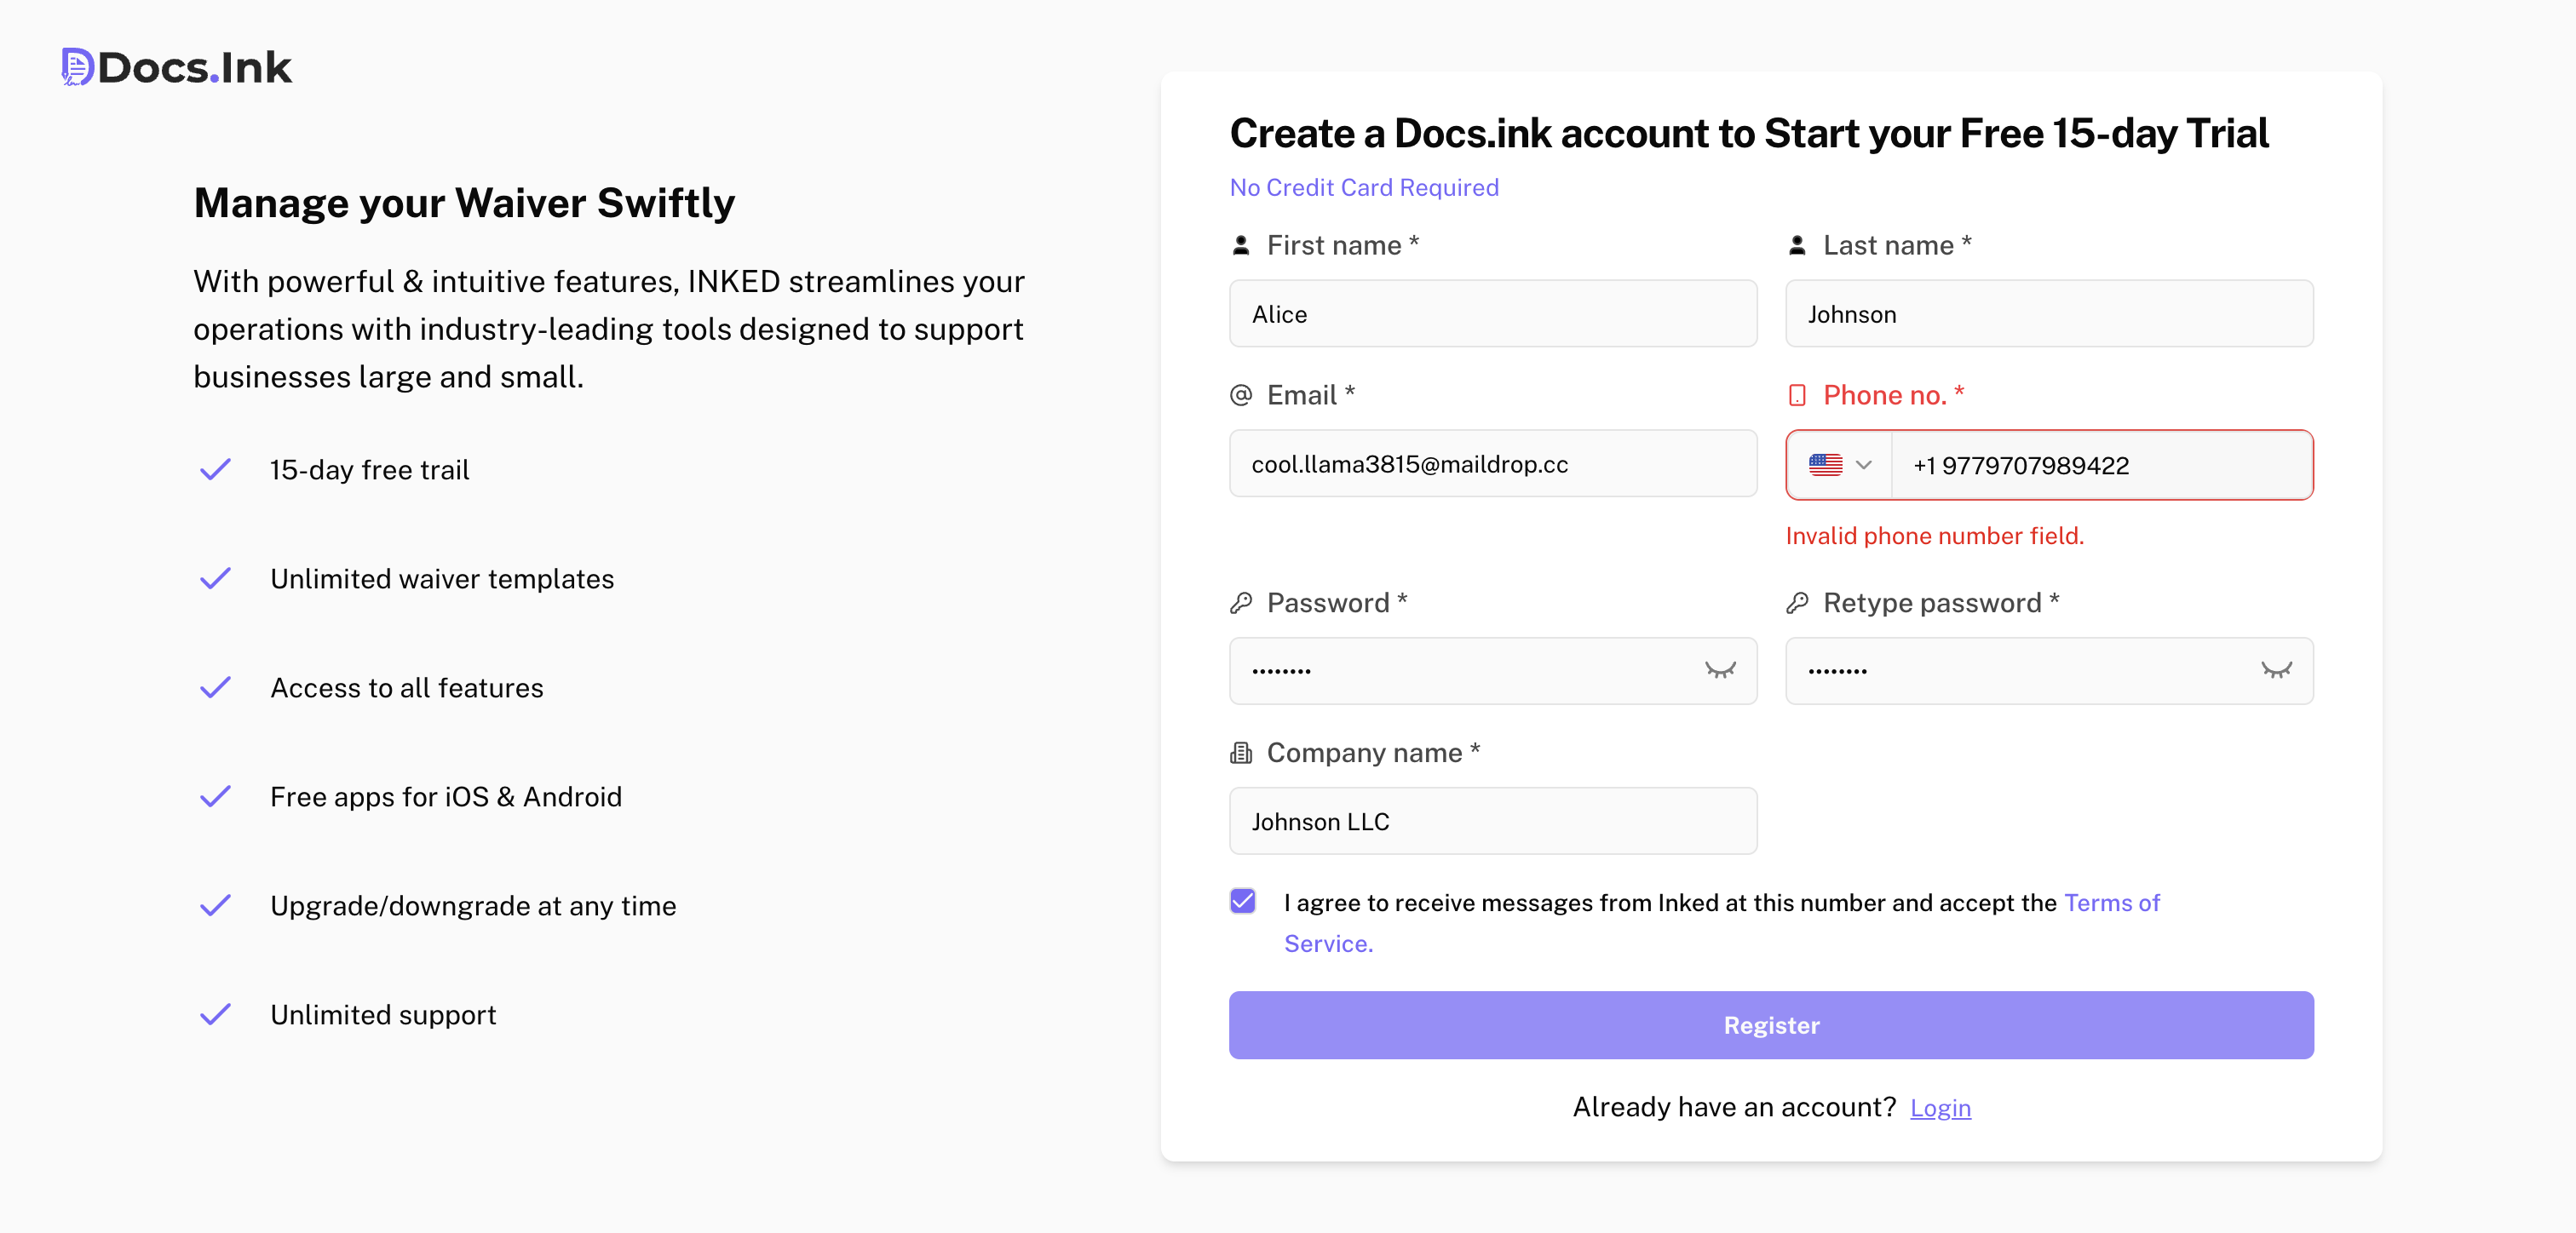 Docs.Ink
Manage your Waiver Swiftly
With powerful & intuitive features, INKED streamlines your
operations with industry-leading tools designed to support
businesses large and small.
15-day free trail
Unlimited waiver templates
Access to all features
Free apps for iOS & Android
Upgrade/downgrade at any time
Unlimited support
Create a Docs.ink account to Start your Free 15-day Trial
No Credit Card Required
First name *
Last name *
Alice
Johnson
Email *
Phone no. *
cool.llama3815@maildrop.cc
+1 9779707989422
Invalid phone number field.
Password *
Retype password *
••••••••
••••••••
Company name *
Johnson LLC
I agree to receive messages from Inked at this number and accept the Terms of
Service.
Register
Already have an account? Login